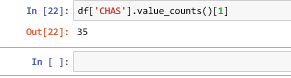 In [22]: df['CHAS'].value_counts()[1]
Out[22]: 35
In [ ]: